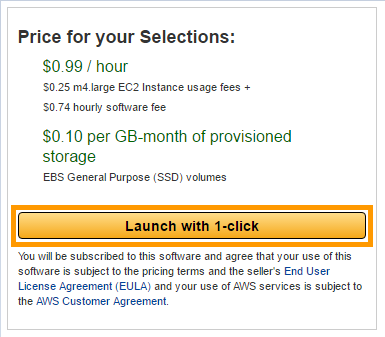 Price for your Selections:
$0.99 / hour
$0.25 m4.large EC2 Instance usage fees +
$0.74 hourly software fee
$0.10 per GB-month of provisioned
storage
EBS General Purpose (SSD) volumes
Launch with 1-click
You will be subscribed to this software and agree that your use of this
software is subject to the pricing terms and the seller's End User
License Agreement (EULA) and your use of AWS services is subject to
the AWS Customer Agreement.